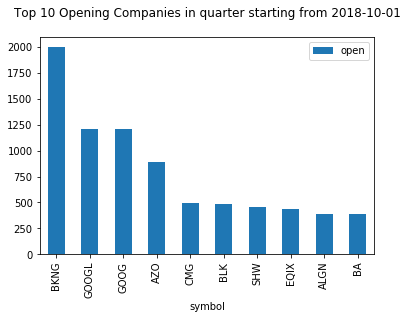 Top 10 Opening Companies in quarter starting from 2018-10-01
open
2000
1750
1500
1250
1000
750
500
250
0
BKNG
GOOGL
GOOG
AZO
CMG
BLK
SHW
EQIX
ALGN
BA
symbol